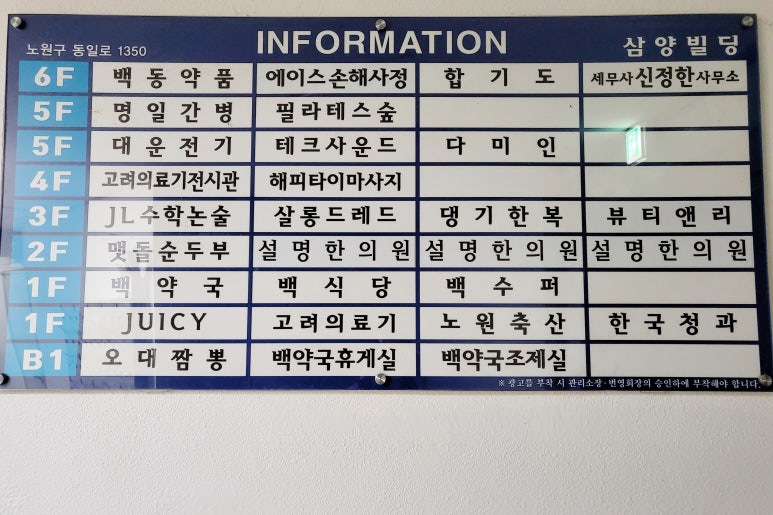 노원구 동일로 1350 INFORMATION 삼양빌딩
6F 백동약품 에이스손해사정 합기도 세무사신정한사무소
5F 명일간병 필라테스숲
5F 대운전기 테크사운드 다미인
4F 고려의료기전시관 해피타이마사지
3F JL수학논술 살롱드레드 댕기한복 뷰티앤리
2F 맷돌순두부 설명한의원 설명한의원 설명한의원
1F 백약국 백식당 백수퍼
1F JUICY 고려의료기 노원축산 한국청과
B1 오대짬뽕 백약국휴게실 백약국조제실
※ 광고를 부착 시 관리소장·번영회장의 승인하에 부착해야 합니다.